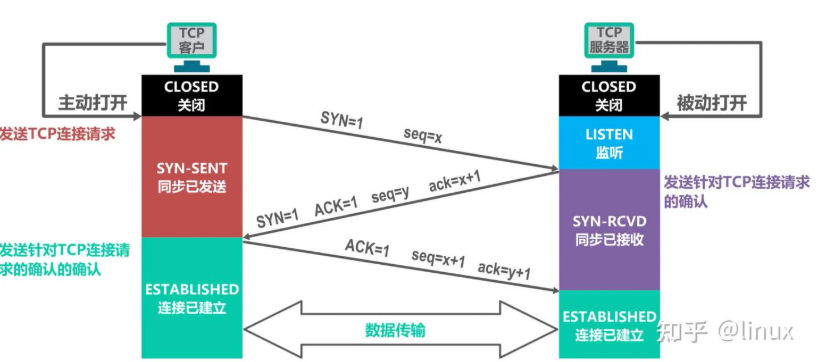 TCP
客户
TCP
服务器
CLOSED
关闭
CLOSED
关闭
主动打开
被动打开
SYN=1 seq=x
发送TCP连接请求
LISTEN
监听
SYN-SENT
同步已发送
SYN=1 ACK=1 seq=y ack=x+1
发送针对TCP连接请求
的确认
SYN-RCVD
同步已接收
ACK=1 seq=x+1 ack=y+1
发送针对TCP连接请
求的确认的确认
ESTABLISHED
连接已建立
ESTABLISHED
连接已建立
数据传输
知乎 @linux